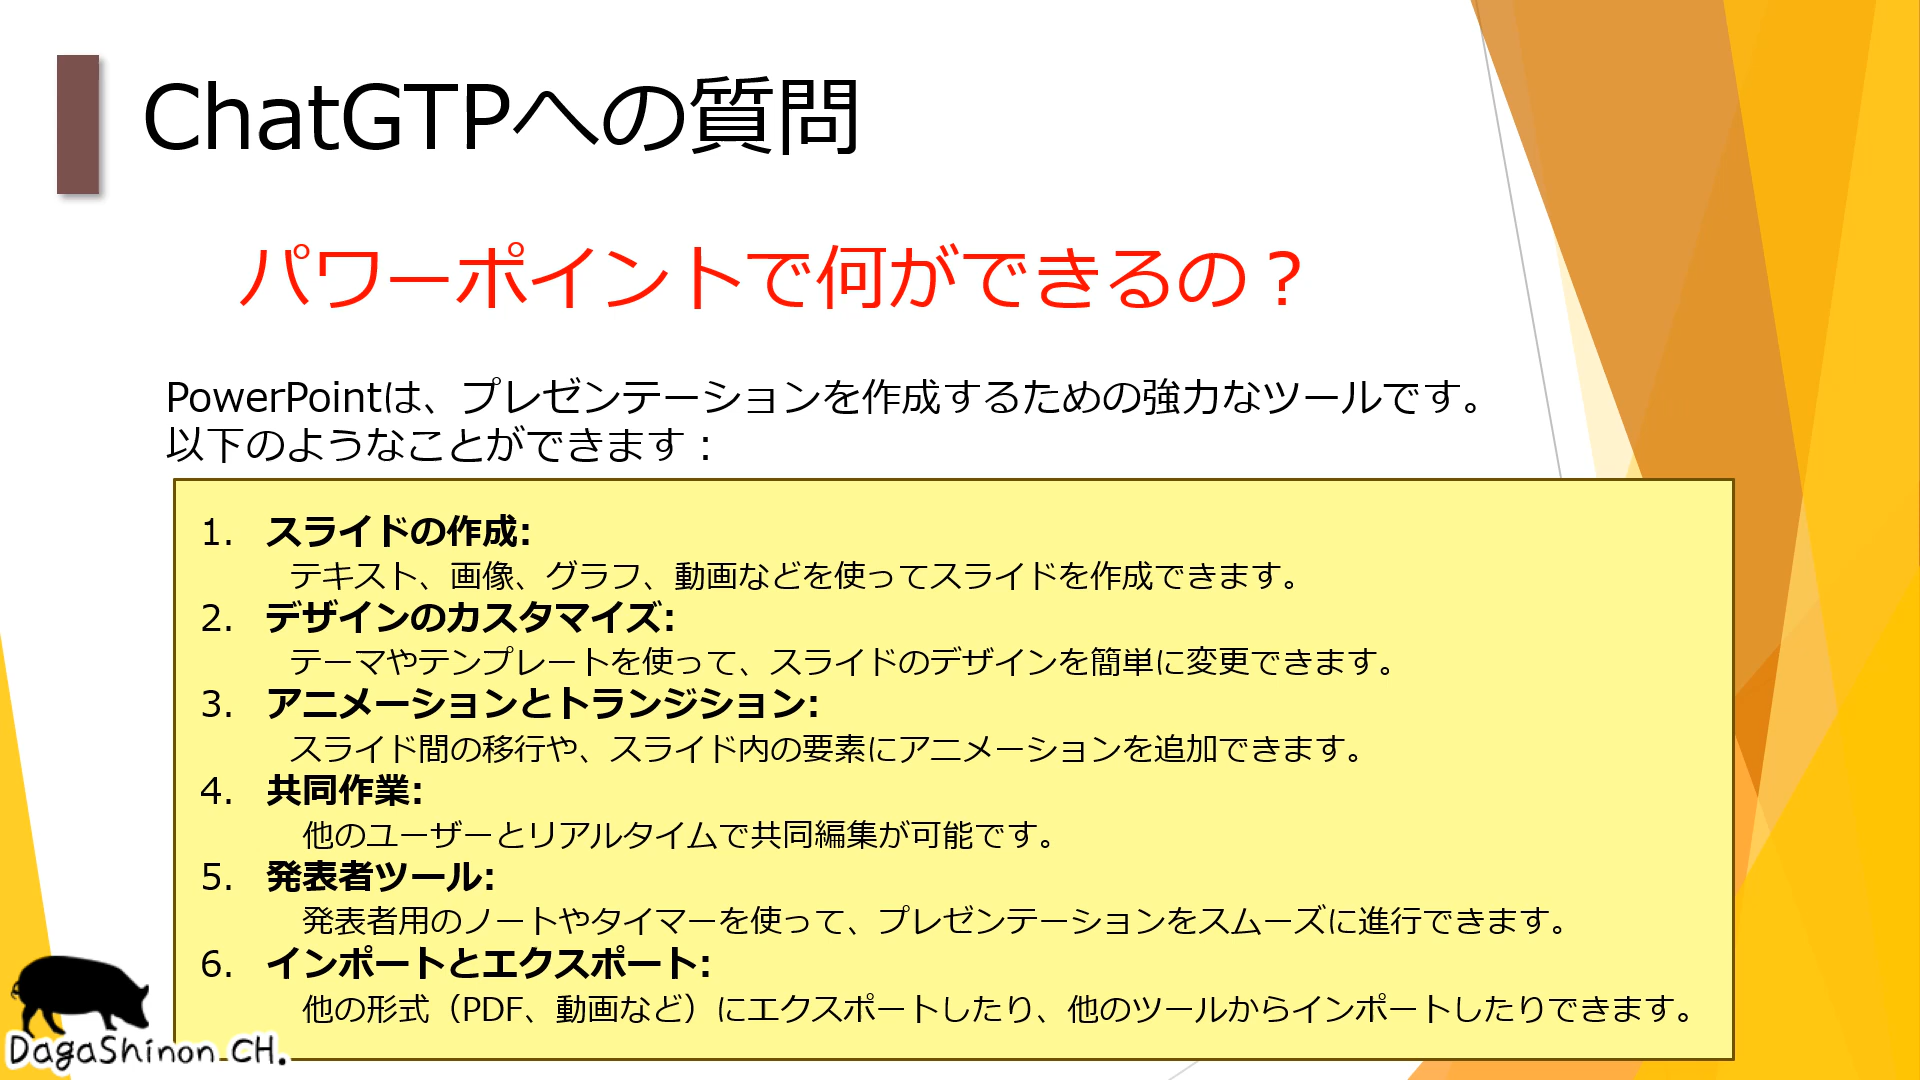 ChatGTPへの質問
パワーポイントで何ができるの？
PowerPointは、プレゼンテーションを作成するための強力なツールです。
以下のようなことができます：
1. スライドの作成:
テキスト、画像、グラフ、動画などを使ってスライドを作成できます。
2. デザインのカスタマイズ:
テーマやテンプレートを使って、スライドのデザインを簡単に変更できます。
3. アニメーションとトランジション:
スライド間の移行や、スライド内の要素にアニメーションを追加できます。
4. 共同作業:
他のユーザーとリアルタイムで共同編集が可能です。
5. 発表者ツール:
発表者用のノートやタイマーを使って、プレゼンテーションをスムーズに進行できます。
6. インポートとエクスポート:
他の形式（PDF、動画など）にエクスポートしたり、他のツールからインポートしたりできます。
DagaShinon CH.